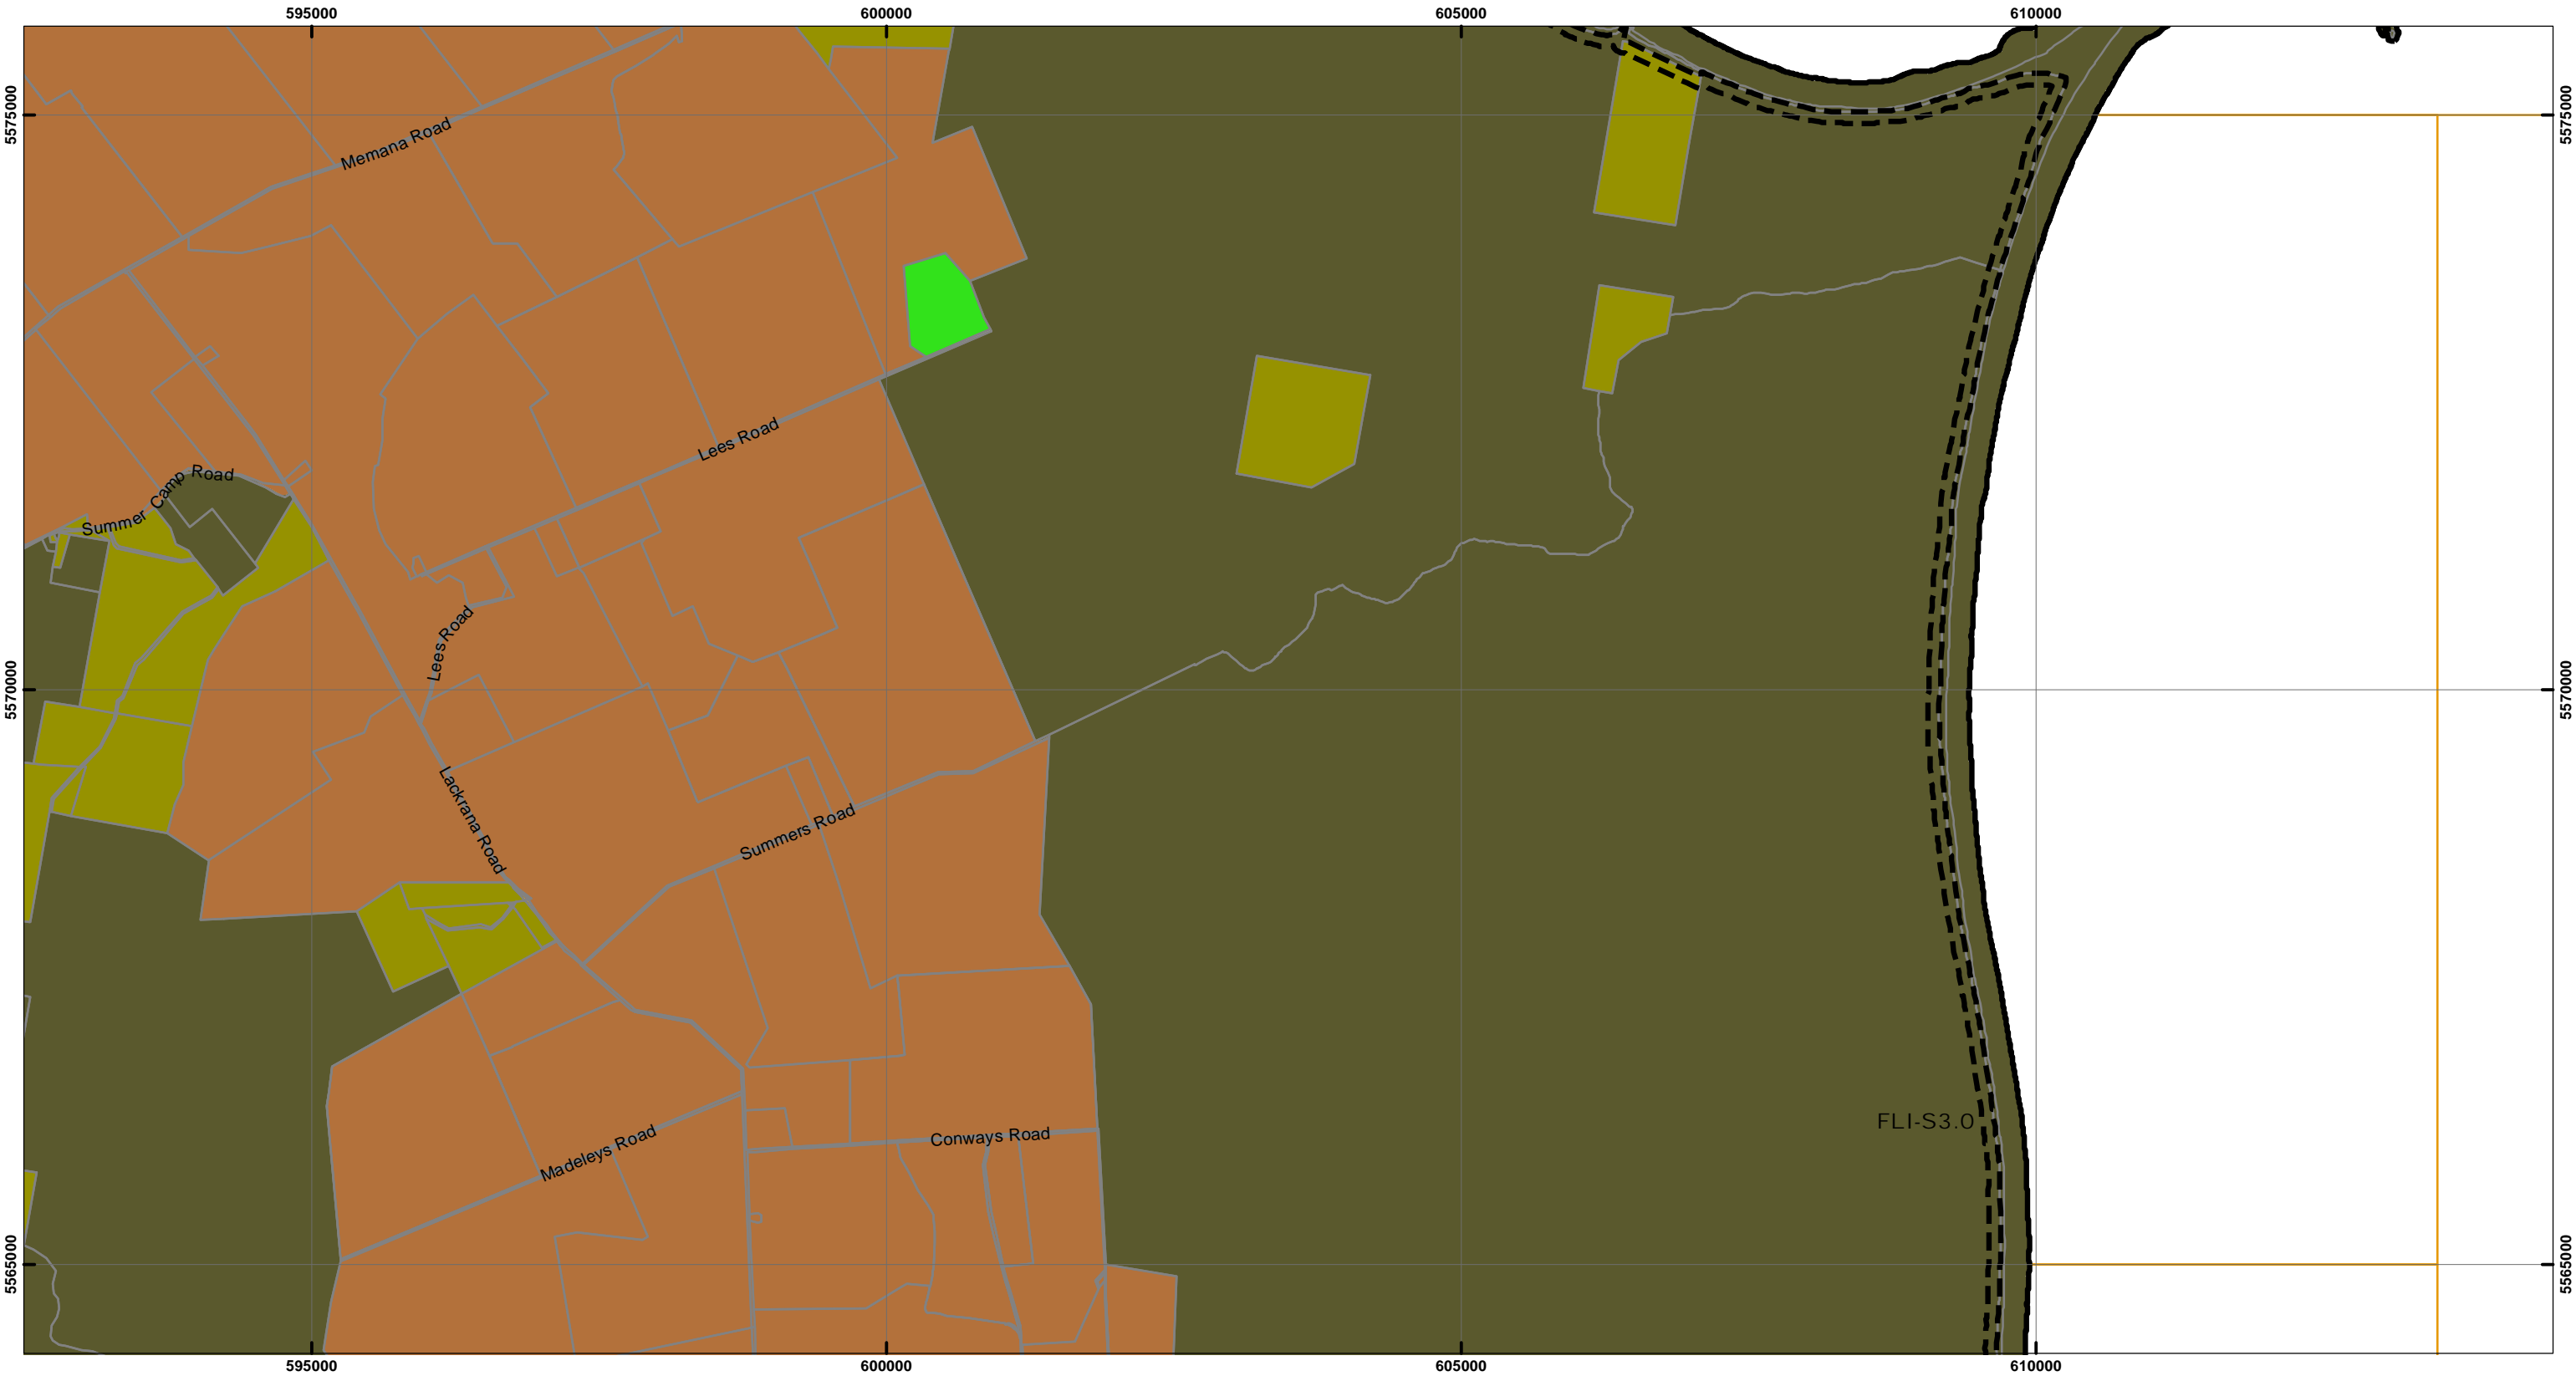 595000
600000
605000
610000
5575000
5575000
Memana Road
Lees Road
Summer Camp Road
Lees Road
5570000
5570000
Lackrana Road
Summers Road
FLI-S3.0
Conways Road
Madeleys Road
5565000
5565000
595000
600000
605000
610000